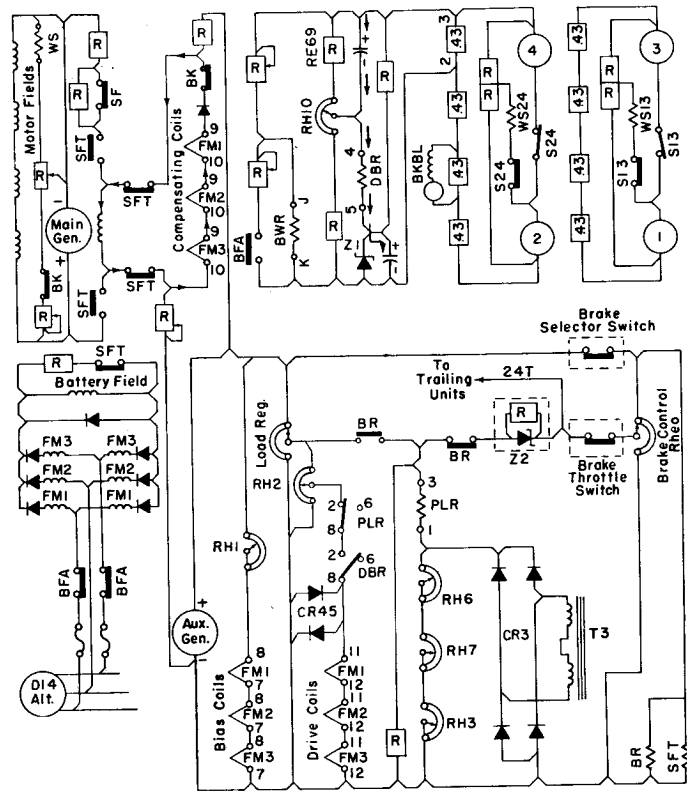 WS
R
Motor Fields
R
SF
SFT
R
BK
Compensating Coils
9
FM1
10
9
FM2
10
9
FM3
10
SFT
SFT
Main
Gen.
-
+
BK
R
SFT
R
R
R
BFA
J
BWR
K
RE69
R
RH10
R
R
+
-
4
DBR
5
Z1
+
-
3
2
.43
.43
BKBL
.43
.43
4
R
R
WS24
S24
S24
2
.43
.43
.43
.43
3
R
R
WS13
S13
S13
1
R
SFT
Battery Field
FM3
FM3
FM2
FM2
FM1
FM1
BFA
BFA
D14
Alt.
Aux.
Gen.
+
-
RH1
Bias Coils
8
FM1
7
8
FM2
7
8
FM3
7
Load Reg.
RH2
BR
2
6
PLR
8
2
6
DBR
8
CR45
Drive Coils
11
FM1
12
11
FM2
12
11
FM3
12
R
To
Trailing
Units
24T
BR
R
Z2
Brake
Selector Switch
Brake
Throttle
Switch
Brake Control
Rheo
3
PLR
1
RH6
RH7
RH3
CR3
T3
BR
SFT